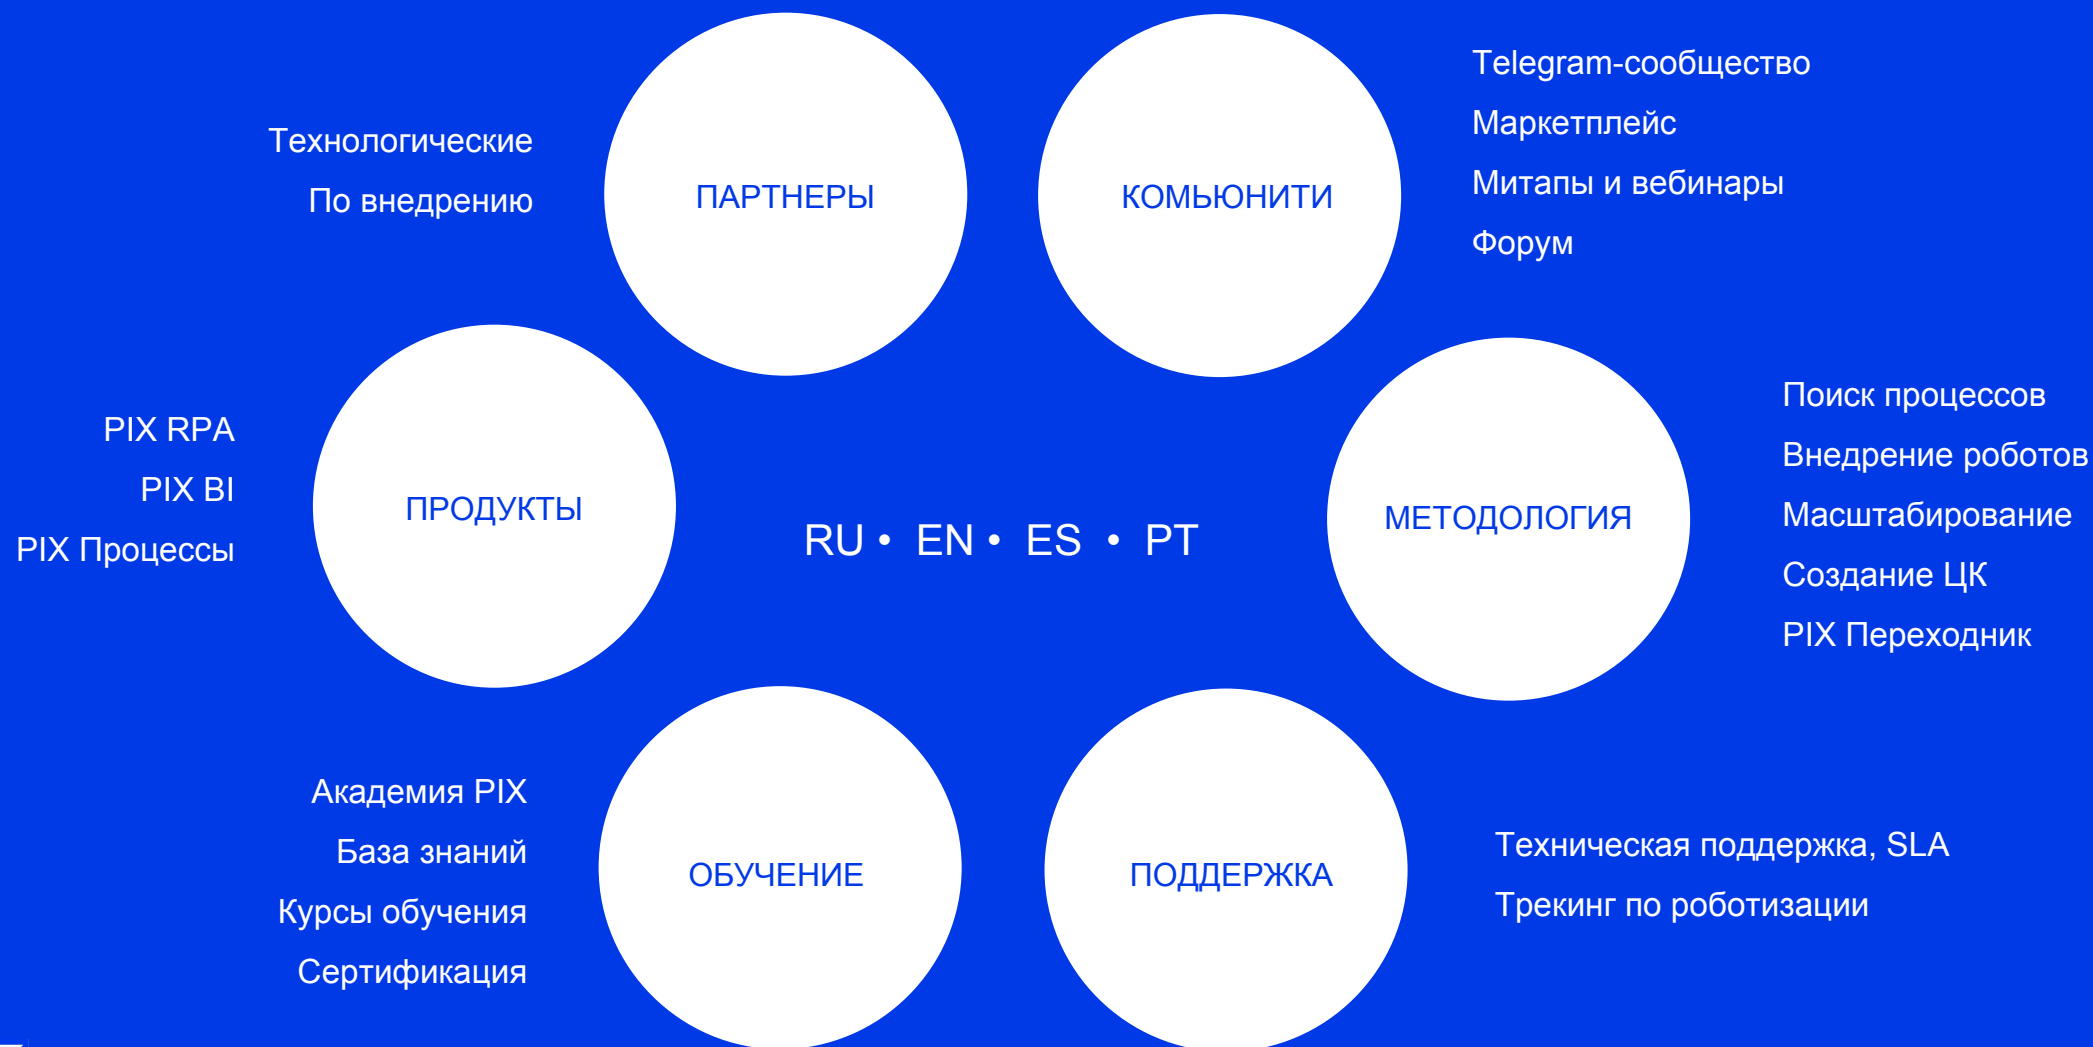 Технологические
По внедрению
ПАРТНЕРЫ
КОМЬЮНИТИ
Telegram-сообщество
Маркетплейс
Митапы и вебинары
Форум
PIX RPA
PIX BI
PIX Процессы
ПРОДУКТЫ
RU • EN • ES • PT
МЕТОДОЛОГИЯ
Поиск процессов
Внедрение роботов
Масштабирование
Создание ЦК
PIX Переходник
Академия PIX
База знаний
Курсы обучения
Сертификация
ОБУЧЕНИЕ
ПОДДЕРЖКА
Техническая поддержка, SLA
Трекинг по роботизации